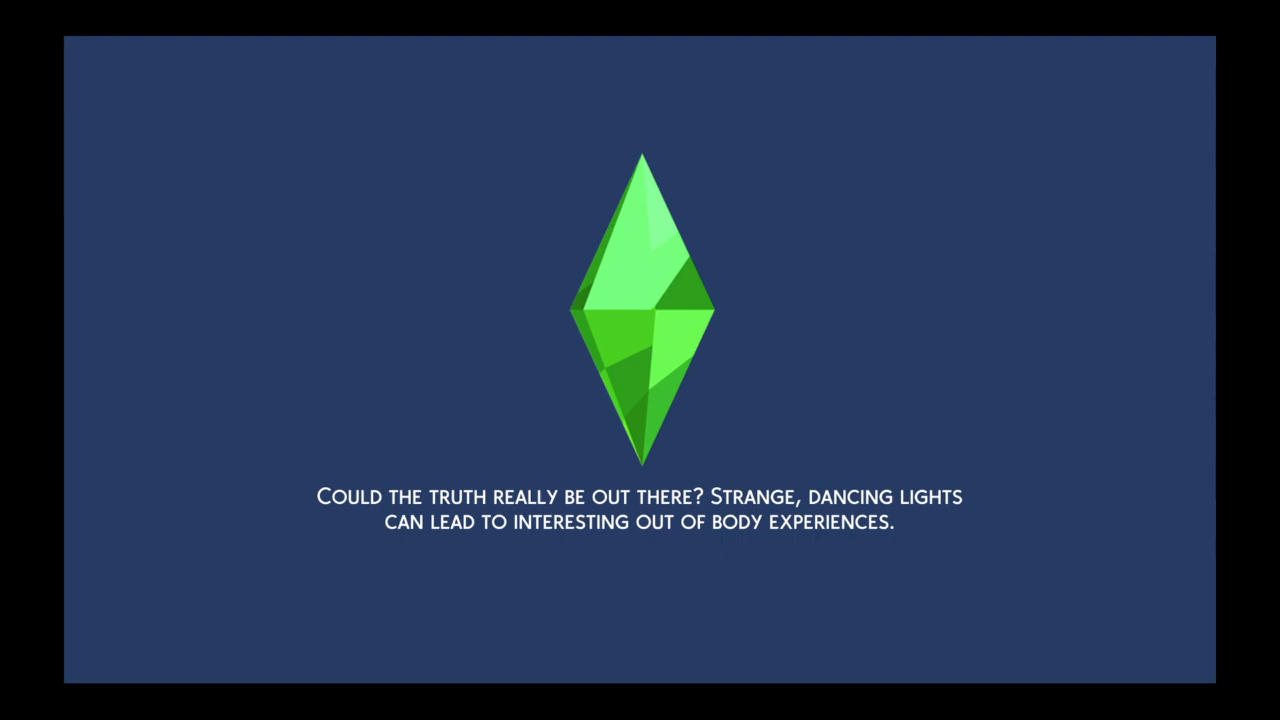 Could the truth really be out there? Strange, dancing lights
can lead to interesting out of body experiences.